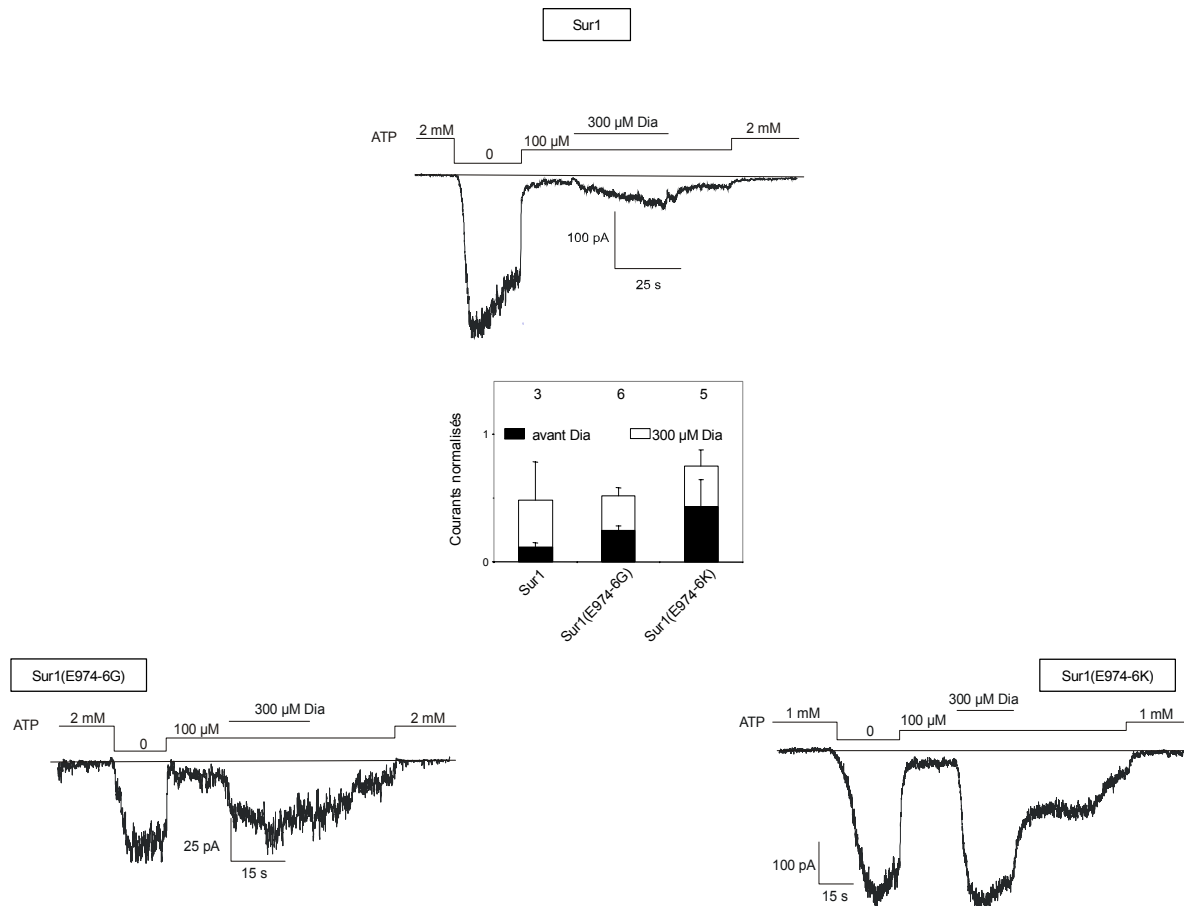 Sur1
300 µM Dia
ATP 2 mM 0 100 µM 2 mM
100 pA
25 s
3 6 5
avant Dia 300 µM Dia
Courants normalisés
1
0
Sur1
Sur1(E974-6G)
Sur1(E974-6K)
Sur1(E974-6G)
300 µM Dia
ATP 2 mM 0 100 µM 2 mM
25 pA
15 s
Sur1(E974-6K)
300 µM Dia
ATP 1 mM 0 100 µM 1 mM
100 pA
15 s